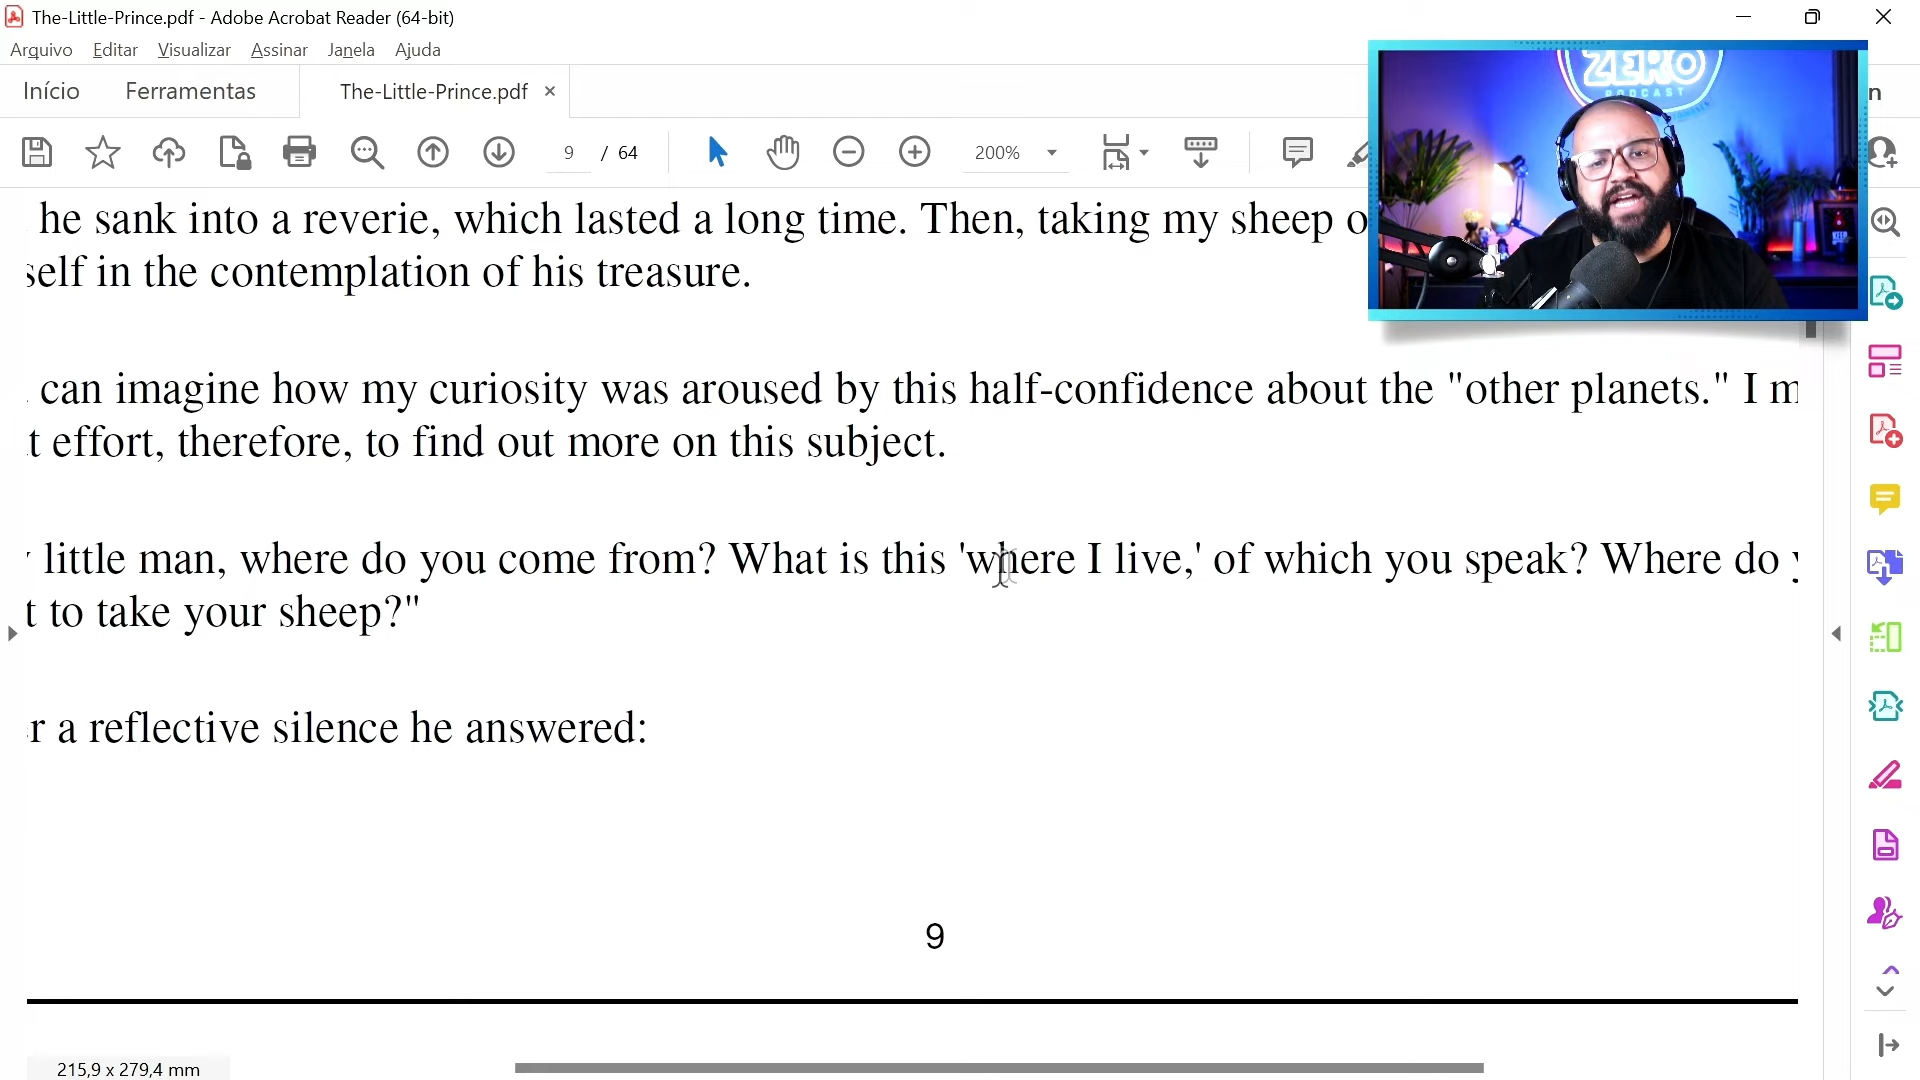 The-Little-Prince.pdf - Adobe Acrobat Reader (64-bit)
Arquivo Editar Visualizar Assinar Janela Ajuda
Início Ferramentas The-Little-Prince.pdf
9 / 64 200%
ZERO
PODCAST
he sank into a reverie, which lasted a long time. Then, taking my sheep o
self in the contemplation of his treasure.
can imagine how my curiosity was aroused by this half-confidence about the "other planets." I m
t effort, therefore, to find out more on this subject.
little man, where do you come from? What is this 'where I live,' of which you speak? Where do
t to take your sheep?"
r a reflective silence he answered:
9
215,9 x 279,4 mm